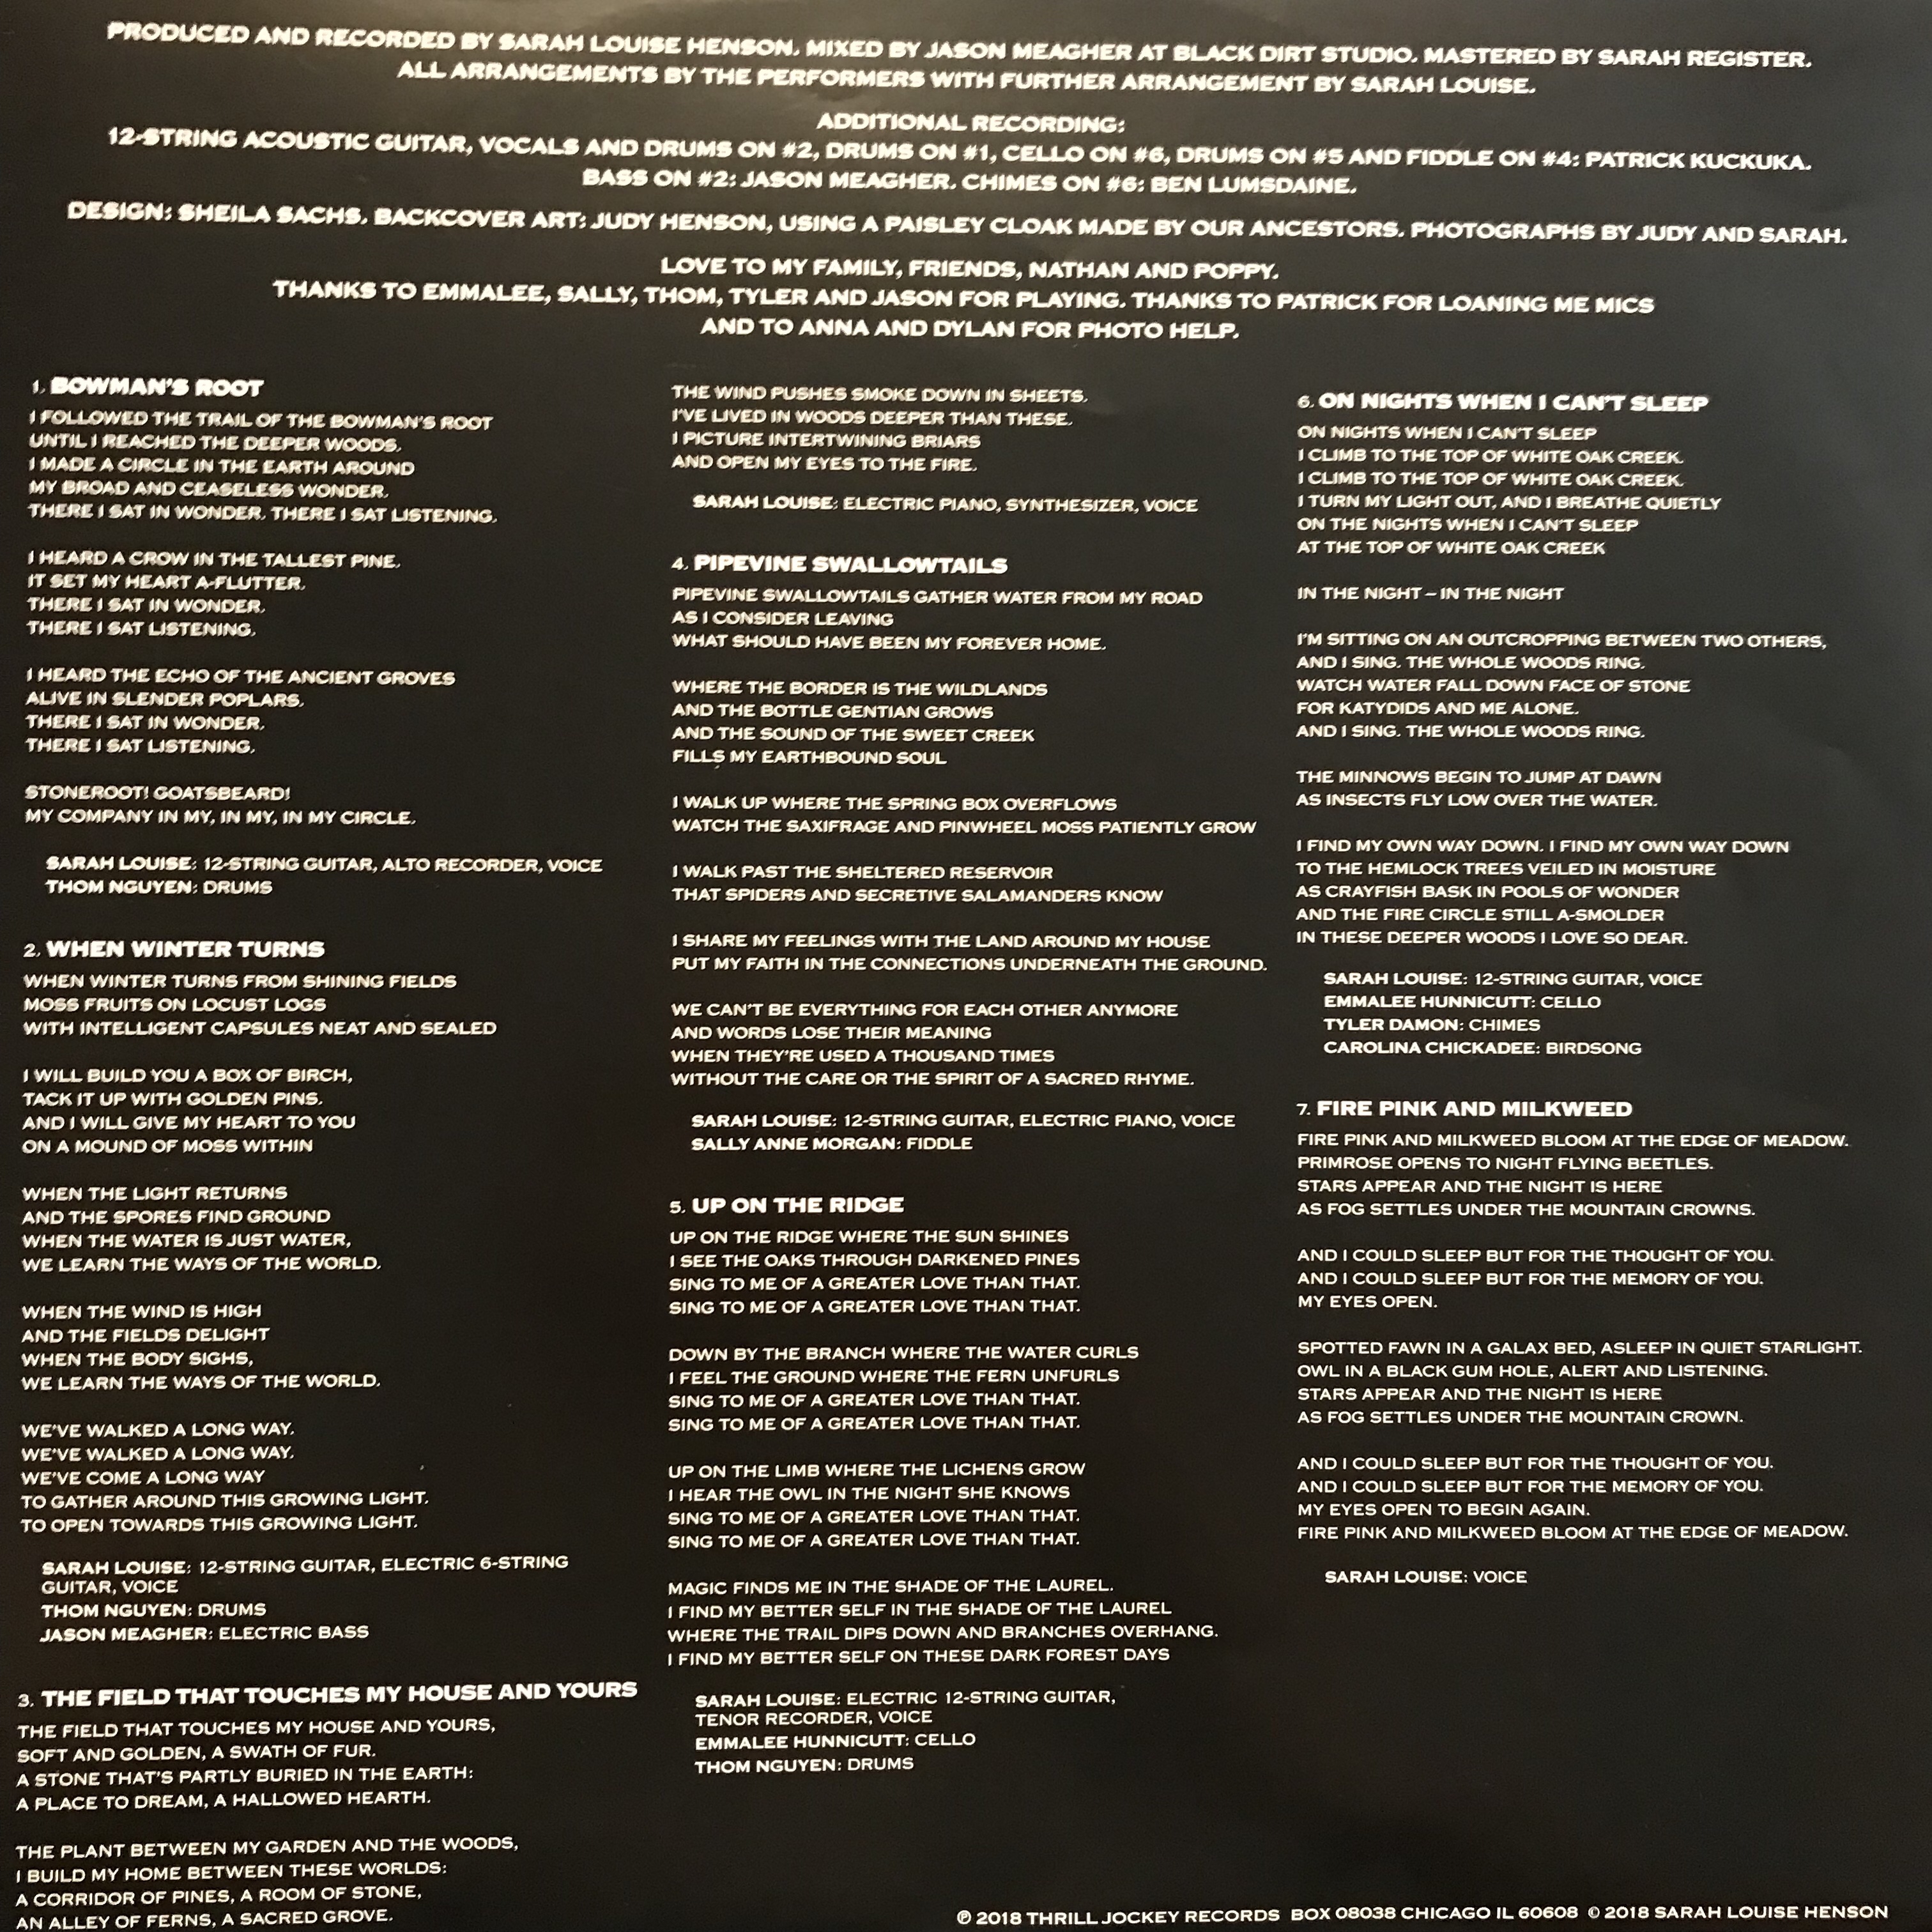 PRODUCED AND RECORDED BY SARAH LOUISE HENSON. MIXED BY JASON MEAGHER AT BLACK DIRT STUDIO. MASTERED BY SARAH REGISTER.
ALL ARRANGEMENTS BY THE PERFORMERS WITH FURTHER ARRANGEMENT BY SARAH LOUISE.
ADDITIONAL RECORDING:
12-STRING ACOUSTIC GUITAR, VOCALS AND DRUMS ON #2, DRUMS ON #1, CELLO ON #6, DRUMS ON #5 AND FIDDLE ON #4: PATRICK KUCKUKA.
BASS ON #2: JASON MEAGHER. CHIMES ON #6: BEN LUMSDAINE.
DESIGN: SHEILA SACHS. BACKCOVER ART: JUDY HENSON, USING A PAISLEY CLOAK MADE BY OUR ANCESTORS. PHOTOGRAPHS BY JUDY AND SARAH.
LOVE TO MY FAMILY, FRIENDS, NATHAN AND POPPY.
THANKS TO EMMALEE, SALLY, THOM, TYLER AND JASON FOR PLAYING. THANKS TO PATRICK FOR LOANING ME MICS
AND TO ANNA AND DYLAN FOR PHOTO HELP.
1. BOWMAN'S ROOT
I FOLLOWED THE TRAIL OF THE BOWMAN'S ROOT
UNTIL I REACHED THE DEEPER WOODS.
I MADE A CIRCLE IN THE EARTH AROUND
MY BROAD AND CEASELESS WONDER.
THERE I SAT IN WONDER. THERE I SAT LISTENING.
I HEARD A CROW IN THE TALLEST PINE.
IT SET MY HEART A-FLUTTER.
THERE I SAT IN WONDER.
THERE I SAT LISTENING.
I HEARD THE ECHO OF THE ANCIENT GROVES
ALIVE IN SLENDER POPLARS.
THERE I SAT IN WONDER.
THERE I SAT LISTENING.
STONEROOT! GOATSBEARD!
MY COMPANY IN MY, IN MY, IN MY CIRCLE.
SARAH LOUISE: 12-STRING GUITAR, ALTO RECORDER, VOICE
THOM NGUYEN: DRUMS
2. WHEN WINTER TURNS
WHEN WINTER TURNS FROM SHINING FIELDS
MOSS FRUITS ON LOCUST LOGS
WITH INTELLIGENT CAPSULES NEAT AND SEALED
I WILL BUILD YOU A BOX OF BIRCH,
TACK IT UP WITH GOLDEN PINS.
AND I WILL GIVE MY HEART TO YOU
ON A MOUND OF MOSS WITHIN
WHEN THE LIGHT RETURNS
AND THE SPORES FIND GROUND
WHEN THE WATER IS JUST WATER,
WE LEARN THE WAYS OF THE WORLD.
WHEN THE WIND IS HIGH
AND THE FIELDS DELIGHT
WHEN THE BODY SIGHS,
WE LEARN THE WAYS OF THE WORLD.
WE'VE WALKED A LONG WAY.
WE'VE WALKED A LONG WAY.
WE'VE COME A LONG WAY
TO GATHER AROUND THIS GROWING LIGHT.
TO OPEN TOWARDS THIS GROWING LIGHT.
SARAH LOUISE: 12-STRING GUITAR, ELECTRIC 6-STRING
GUITAR, VOICE
THOM NGUYEN: DRUMS
JASON MEAGHER: ELECTRIC BASS
3. THE FIELD THAT TOUCHES MY HOUSE AND YOURS
THE FIELD THAT TOUCHES MY HOUSE AND YOURS,
SOFT AND GOLDEN, A SWATH OF FUR.
A STONE THAT'S PARTLY BURIED IN THE EARTH:
A PLACE TO DREAM, A HALLOWED HEARTH.
THE PLANT BETWEEN MY GARDEN AND THE WOODS,
I BUILD MY HOME BETWEEN THESE WORLDS:
A CORRIDOR OF PINES, A ROOM OF STONE,
AN ALLEY OF FERNS, A SACRED GROVE.
THE WIND PUSHES SMOKE DOWN IN SHEETS.
I'VE LIVED IN WOODS DEEPER THAN THESE.
I PICTURE INTERTWINING BRIARS
AND OPEN MY EYES TO THE FIRE.
SARAH LOUISE: ELECTRIC PIANO, SYNTHESIZER, VOICE
4. PIPEVINE SWALLOWTAILS
PIPEVINE SWALLOWTAILS GATHER WATER FROM MY ROAD
AS I CONSIDER LEAVING
WHAT SHOULD HAVE BEEN MY FOREVER HOME.
WHERE THE BORDER IS THE WILDLANDS
AND THE BOTTLE GENTIAN GROWS
AND THE SOUND OF THE SWEET CREEK
FILLS MY EARTHBOUND SOUL
I WALK UP WHERE THE SPRING BOX OVERFLOWS
WATCH THE SAXIFRAGE AND PINWHEEL MOSS PATIENTLY GROW
I WALK PAST THE SHELTERED RESERVOIR
THAT SPIDERS AND SECRETIVE SALAMANDERS KNOW
I SHARE MY FEELINGS WITH THE LAND AROUND MY HOUSE
PUT MY FAITH IN THE CONNECTIONS UNDERNEATH THE GROUND.
WE CAN'T BE EVERYTHING FOR EACH OTHER ANYMORE
AND WORDS LOSE THEIR MEANING
WHEN THEY'RE USED A THOUSAND TIMES
WITHOUT THE CARE OR THE SPIRIT OF A SACRED RHYME.
SARAH LOUISE: 12-STRING GUITAR, ELECTRIC PIANO, VOICE
SALLY ANNE MORGAN: FIDDLE
5. UP ON THE RIDGE
UP ON THE RIDGE WHERE THE SUN SHINES
I SEE THE OAKS THROUGH DARKENED PINES
SING TO ME OF A GREATER LOVE THAN THAT.
SING TO ME OF A GREATER LOVE THAN THAT.
DOWN BY THE BRANCH WHERE THE WATER CURLS
I FEEL THE GROUND WHERE THE FERN UNFURLS
SING TO ME OF A GREATER LOVE THAN THAT.
SING TO ME OF A GREATER LOVE THAN THAT.
UP ON THE LIMB WHERE THE LICHENS GROW
I HEAR THE OWL IN THE NIGHT SHE KNOWS
SING TO ME OF A GREATER LOVE THAN THAT.
SING TO ME OF A GREATER LOVE THAN THAT.
MAGIC FINDS ME IN THE SHADE OF THE LAUREL.
I FIND MY BETTER SELF IN THE SHADE OF THE LAUREL
WHERE THE TRAIL DIPS DOWN AND BRANCHES OVERHANG.
I FIND MY BETTER SELF ON THESE DARK FOREST DAYS
SARAH LOUISE: ELECTRIC 12-STRING GUITAR,
TENOR RECORDER, VOICE
EMMALEE HUNNICUTT: CELLO
THOM NGUYEN: DRUMS
6. ON NIGHTS WHEN I CAN'T SLEEP
ON NIGHTS WHEN I CAN'T SLEEP
I CLIMB TO THE TOP OF WHITE OAK CREEK.
I CLIMB TO THE TOP OF WHITE OAK CREEK.
I TURN MY LIGHT OUT, AND I BREATHE QUIETLY
ON THE NIGHTS WHEN I CAN'T SLEEP
AT THE TOP OF WHITE OAK CREEK
IN THE NIGHT – IN THE NIGHT
I'M SITTING ON AN OUTCROPPING BETWEEN TWO OTHERS,
AND I SING. THE WHOLE WOODS RING.
WATCH WATER FALL DOWN FACE OF STONE
FOR KATYDIDS AND ME ALONE.
AND I SING. THE WHOLE WOODS RING.
THE MINNOWS BEGIN TO JUMP AT DAWN
AS INSECTS FLY LOW OVER THE WATER.
I FIND MY OWN WAY DOWN. I FIND MY OWN WAY DOWN
TO THE HEMLOCK TREES VEILED IN MOISTURE
AS CRAYFISH BASK IN POOLS OF WONDER
AND THE FIRE CIRCLE STILL A-SMOLDER
IN THESE DEEPER WOODS I LOVE SO DEAR.
SARAH LOUISE: 12-STRING GUITAR, VOICE
EMMALEE HUNNICUTT: CELLO
TYLER DAMON: CHIMES
CAROLINA CHICKADEE: BIRDSONG
7. FIRE PINK AND MILKWEED
FIRE PINK AND MILKWEED BLOOM AT THE EDGE OF MEADOW.
PRIMROSE OPENS TO NIGHT FLYING BEETLES.
STARS APPEAR AND THE NIGHT IS HERE
AS FOG SETTLES UNDER THE MOUNTAIN CROWNS.
AND I COULD SLEEP BUT FOR THE THOUGHT OF YOU.
AND I COULD SLEEP BUT FOR THE MEMORY OF YOU.
MY EYES OPEN.
SPOTTED FAWN IN A GALAX BED, ASLEEP IN QUIET STARLIGHT.
OWL IN A BLACK GUM HOLE, ALERT AND LISTENING.
STARS APPEAR AND THE NIGHT IS HERE
AS FOG SETTLES UNDER THE MOUNTAIN CROWN.
AND I COULD SLEEP BUT FOR THE THOUGHT OF YOU.
AND I COULD SLEEP BUT FOR THE MEMORY OF YOU.
MY EYES OPEN TO BEGIN AGAIN.
FIRE PINK AND MILKWEED BLOOM AT THE EDGE OF MEADOW.
SARAH LOUISE: VOICE
℗ 2018 THRILL JOCKEY RECORDS BOX 08038 CHICAGO IL 60608 © 2018 SARAH LOUISE HENSON